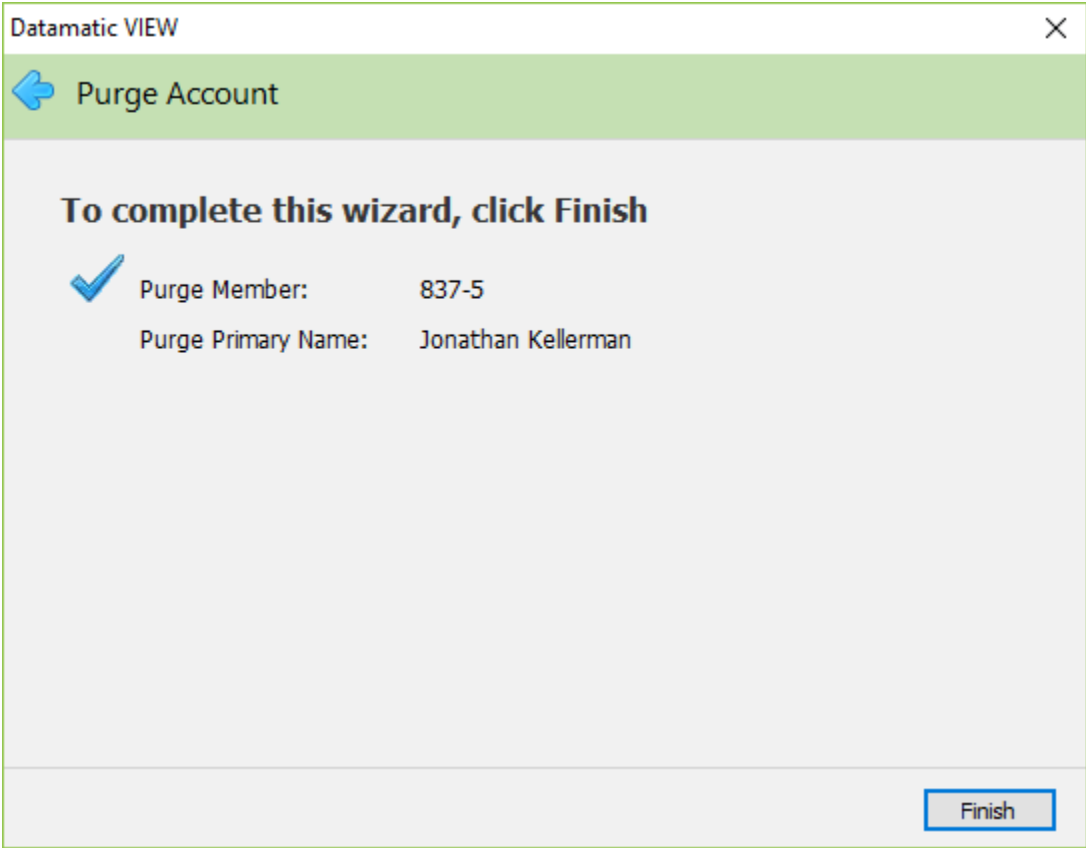 Datamatic VIEW
Purge Account
To complete this wizard, click Finish
Purge Member: 837-5
Purge Primary Name: Jonathan Kellerman
Finish